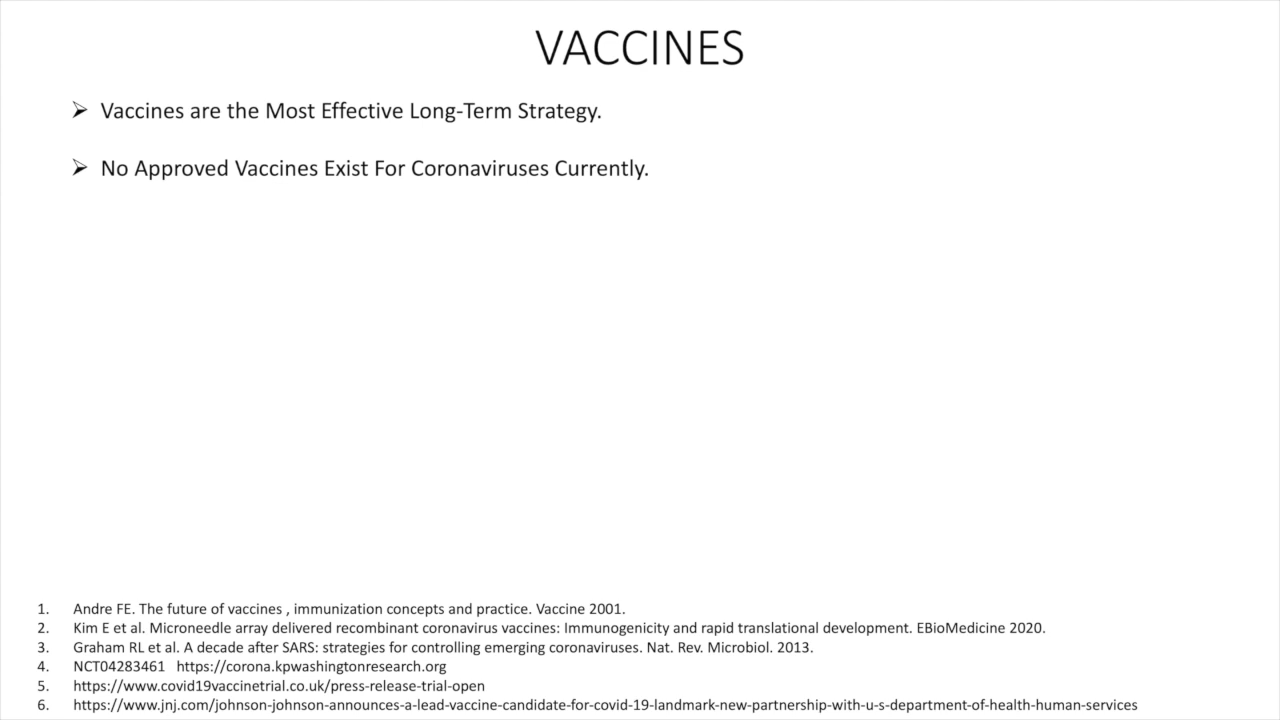 VACCINES
➢ Vaccines are the Most Effective Long-Term Strategy.
➢ No Approved Vaccines Exist For Coronaviruses Currently.
1. Andre FE. The future of vaccines , immunization concepts and practice. Vaccine 2001.
2. Kim E et al. Microneedle array delivered recombinant coronavirus vaccines: Immunogenicity and rapid translational development. EBioMedicine 2020.
3. Graham RL et al. A decade after SARS: strategies for controlling emerging coronaviruses. Nat. Rev. Microbiol. 2013.
4. NCT04283461 https://corona.kpwashingtonresearch.org
5. https://www.covid19vaccinetrial.co.uk/press-release-trial-open
6. https://www.jnj.com/johnson-johnson-announces-a-lead-vaccine-candidate-for-covid-19-landmark-new-partnership-with-u-s-department-of-health-human-services